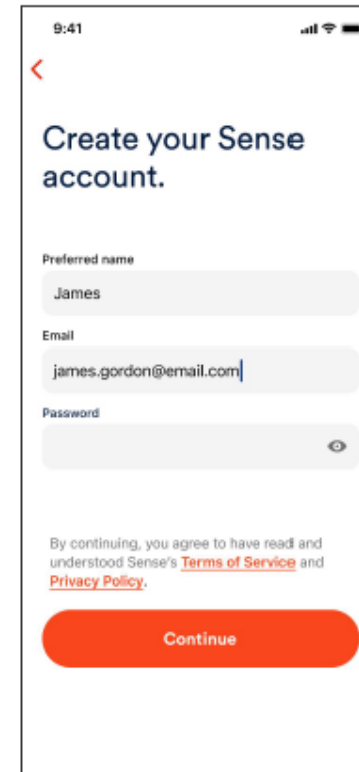 9:41
Create your Sense
account.
Preferred name
James
Email
james.gordon@email.com
Password
By continuing, you agree to have read and
understood Sense's Terms of Service and
Privacy Policy.
Continue